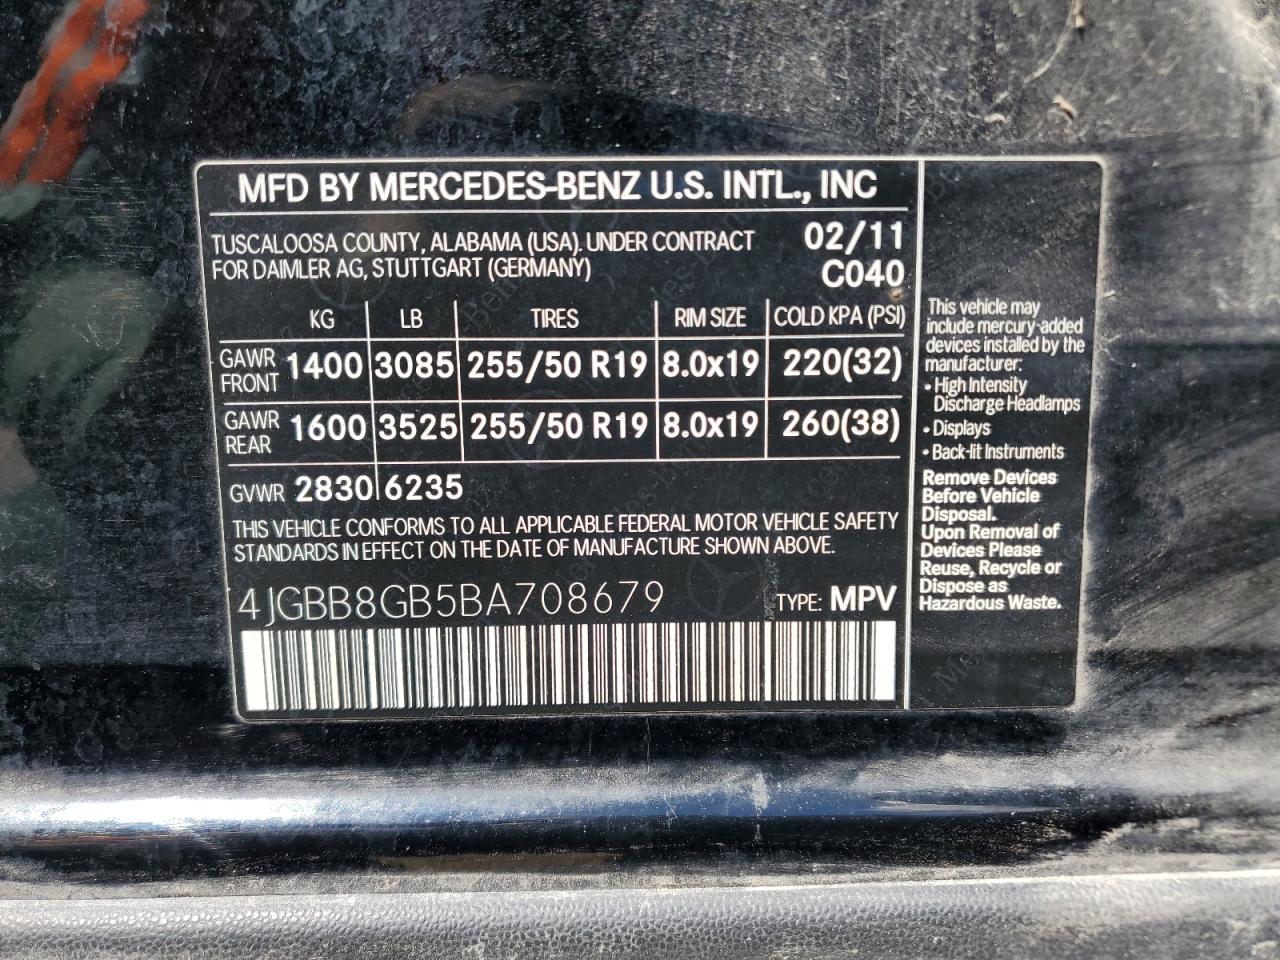 MFD BY MERCEDES-BENZ U.S. INTL., INC
TUSCALOOSA COUNTY, ALABAMA (USA). UNDER CONTRACT 02/11
FOR DAIMLER AG, STUTTGART (GERMANY) C040
KG LB TIRES RIM SIZE COLD KPA (PSI)
GAWR FRONT 1400 3085 255/50 R19 8.0x19 220(32)
GAWR REAR 1600 3525 255/50 R19 8.0x19 260(38)
GVWR 2830 6235
THIS VEHICLE CONFORMS TO ALL APPLICABLE FEDERAL MOTOR VEHICLE SAFETY
STANDARDS IN EFFECT ON THE DATE OF MANUFACTURE SHOWN ABOVE.
4JGBB8GB5BA708679 TYPE: MPV
This vehicle may
include mercury-added
devices installed by the
manufacturer:
• High Intensity
Discharge Headlamps
• Displays
• Back-lit Instruments
Remove Devices
Before Vehicle
Disposal.
Upon Removal of
Devices Please
Reuse, Recycle or
Dispose as
Hazardous Waste.